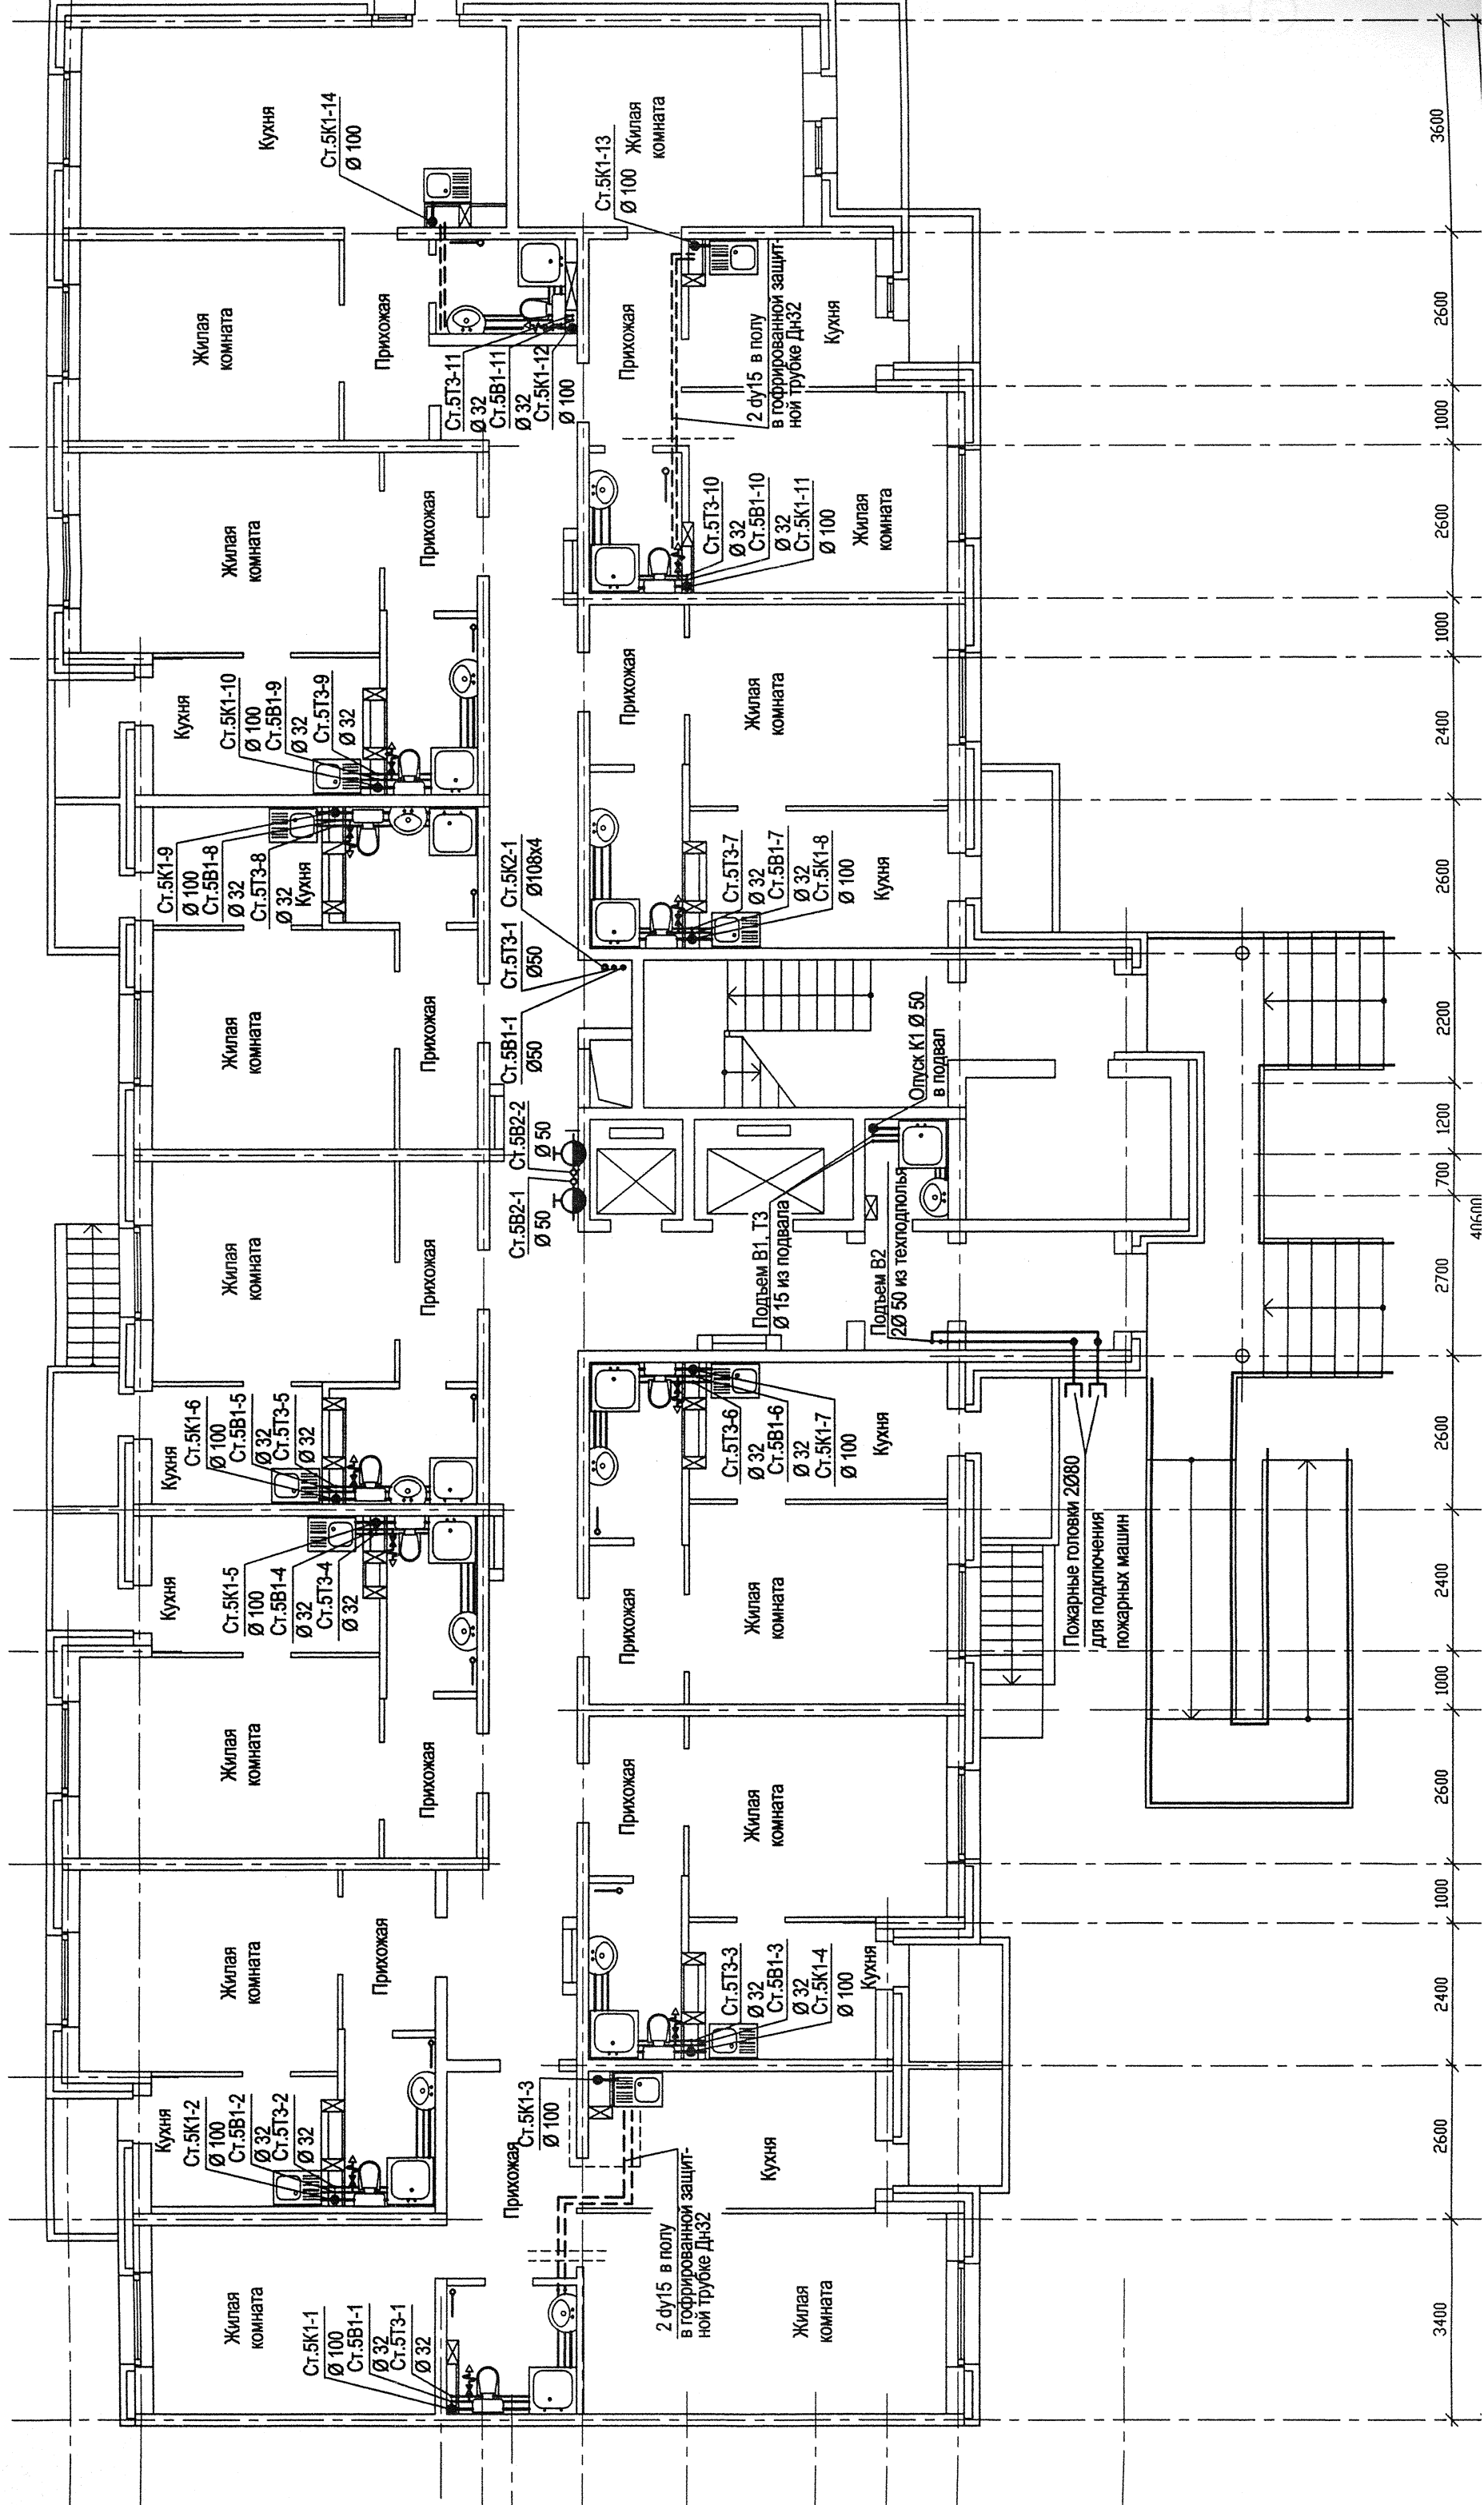 Кухня
Ст.5К1-14
Ø 100
Ст.5К1-13
Ø 100
Жилая
комната
Жилая
комната
Прихожая
Ст.5Т3-11
Ø 32
Ст.5В1-11
Ø 32
Ст.5К1-12
Ø 100
Прихожая
2 dy15 в полу
в гофрированной защит-
ной трубке Дн32
Кухня
Жилая
комната
Прихожая
Ст.5Т3-10
Ø 32
Ст.5В1-10
Ø 32
Ст.5К1-11
Ø 100
Жилая
комната
Кухня
Ст.5К1-10
Ø 100
Ст.5В1-9
Ø 32
Ст.5Т3-9
Ø 32
Прихожая
Жилая
комната
Ст.5К1-9
Ø 100
Ст.5В1-8
Ø 32
Ст.5Т3-8
Ø 32
Кухня
Ст.5К2-1
Ø108х4
Ст.5Т3-1
Ø50
Ст.5В1-1
Ø50
Ст.5Т3-7
Ø 32
Ст.5В1-7
Ø 32
Ст.5К1-8
Ø 100
Кухня
Жилая
комната
Прихожая
Ст.5В2-2
Ø 50
Ст.5В2-1
Ø 50
Опуск К1 Ø 50
в подвал
Подъем В1, Т3
Ø 15 из подвала
Подъем В2
2Ø 50 из техподполья
Жилая
комната
Прихожая
Кухня
Ст.5К1-6
Ø 100
Ст.5В1-5
Ø 32
Ст.5Т3-5
Ø 32
Ст.5Т3-6
Ø 32
Ст.5В1-6
Ø 32
Ст.5К1-7
Ø 100
Кухня
Кухня
Ст.5К1-5
Ø 100
Ст.5В1-4
Ø 32
Ст.5Т3-4
Ø 32
Прихожая
Жилая
комната
Пожарные головки 2Ø80
для подключения
пожарных машин
Жилая
комната
Прихожая
Прихожая
Жилая
комната
Жилая
комната
Прихожая
Ст.5Т3-3
Ø 32
Ст.5В1-3
Ø 32
Ст.5К1-4
Ø 100
Кухня
Кухня
Ст.5К1-2
Ø 100
Ст.5В1-2
Ø 32
Ст.5Т3-2
Ø 32
Прихожая
Ст.5К1-3
Ø 100
Кухня
2 dy15 в полу
в гофрированной защит-
ной трубке Дн32
Жилая
комната
Ст.5К1-1
Ø 100
Ст.5В1-1
Ø 32
Ст.5Т3-1
Ø 32
Жилая
комната
3400
2600
2400
1000
2600
1000
2400
2600
2700
700
1200
2200
2600
2400
1000
2600
1000
2600
3600
40600